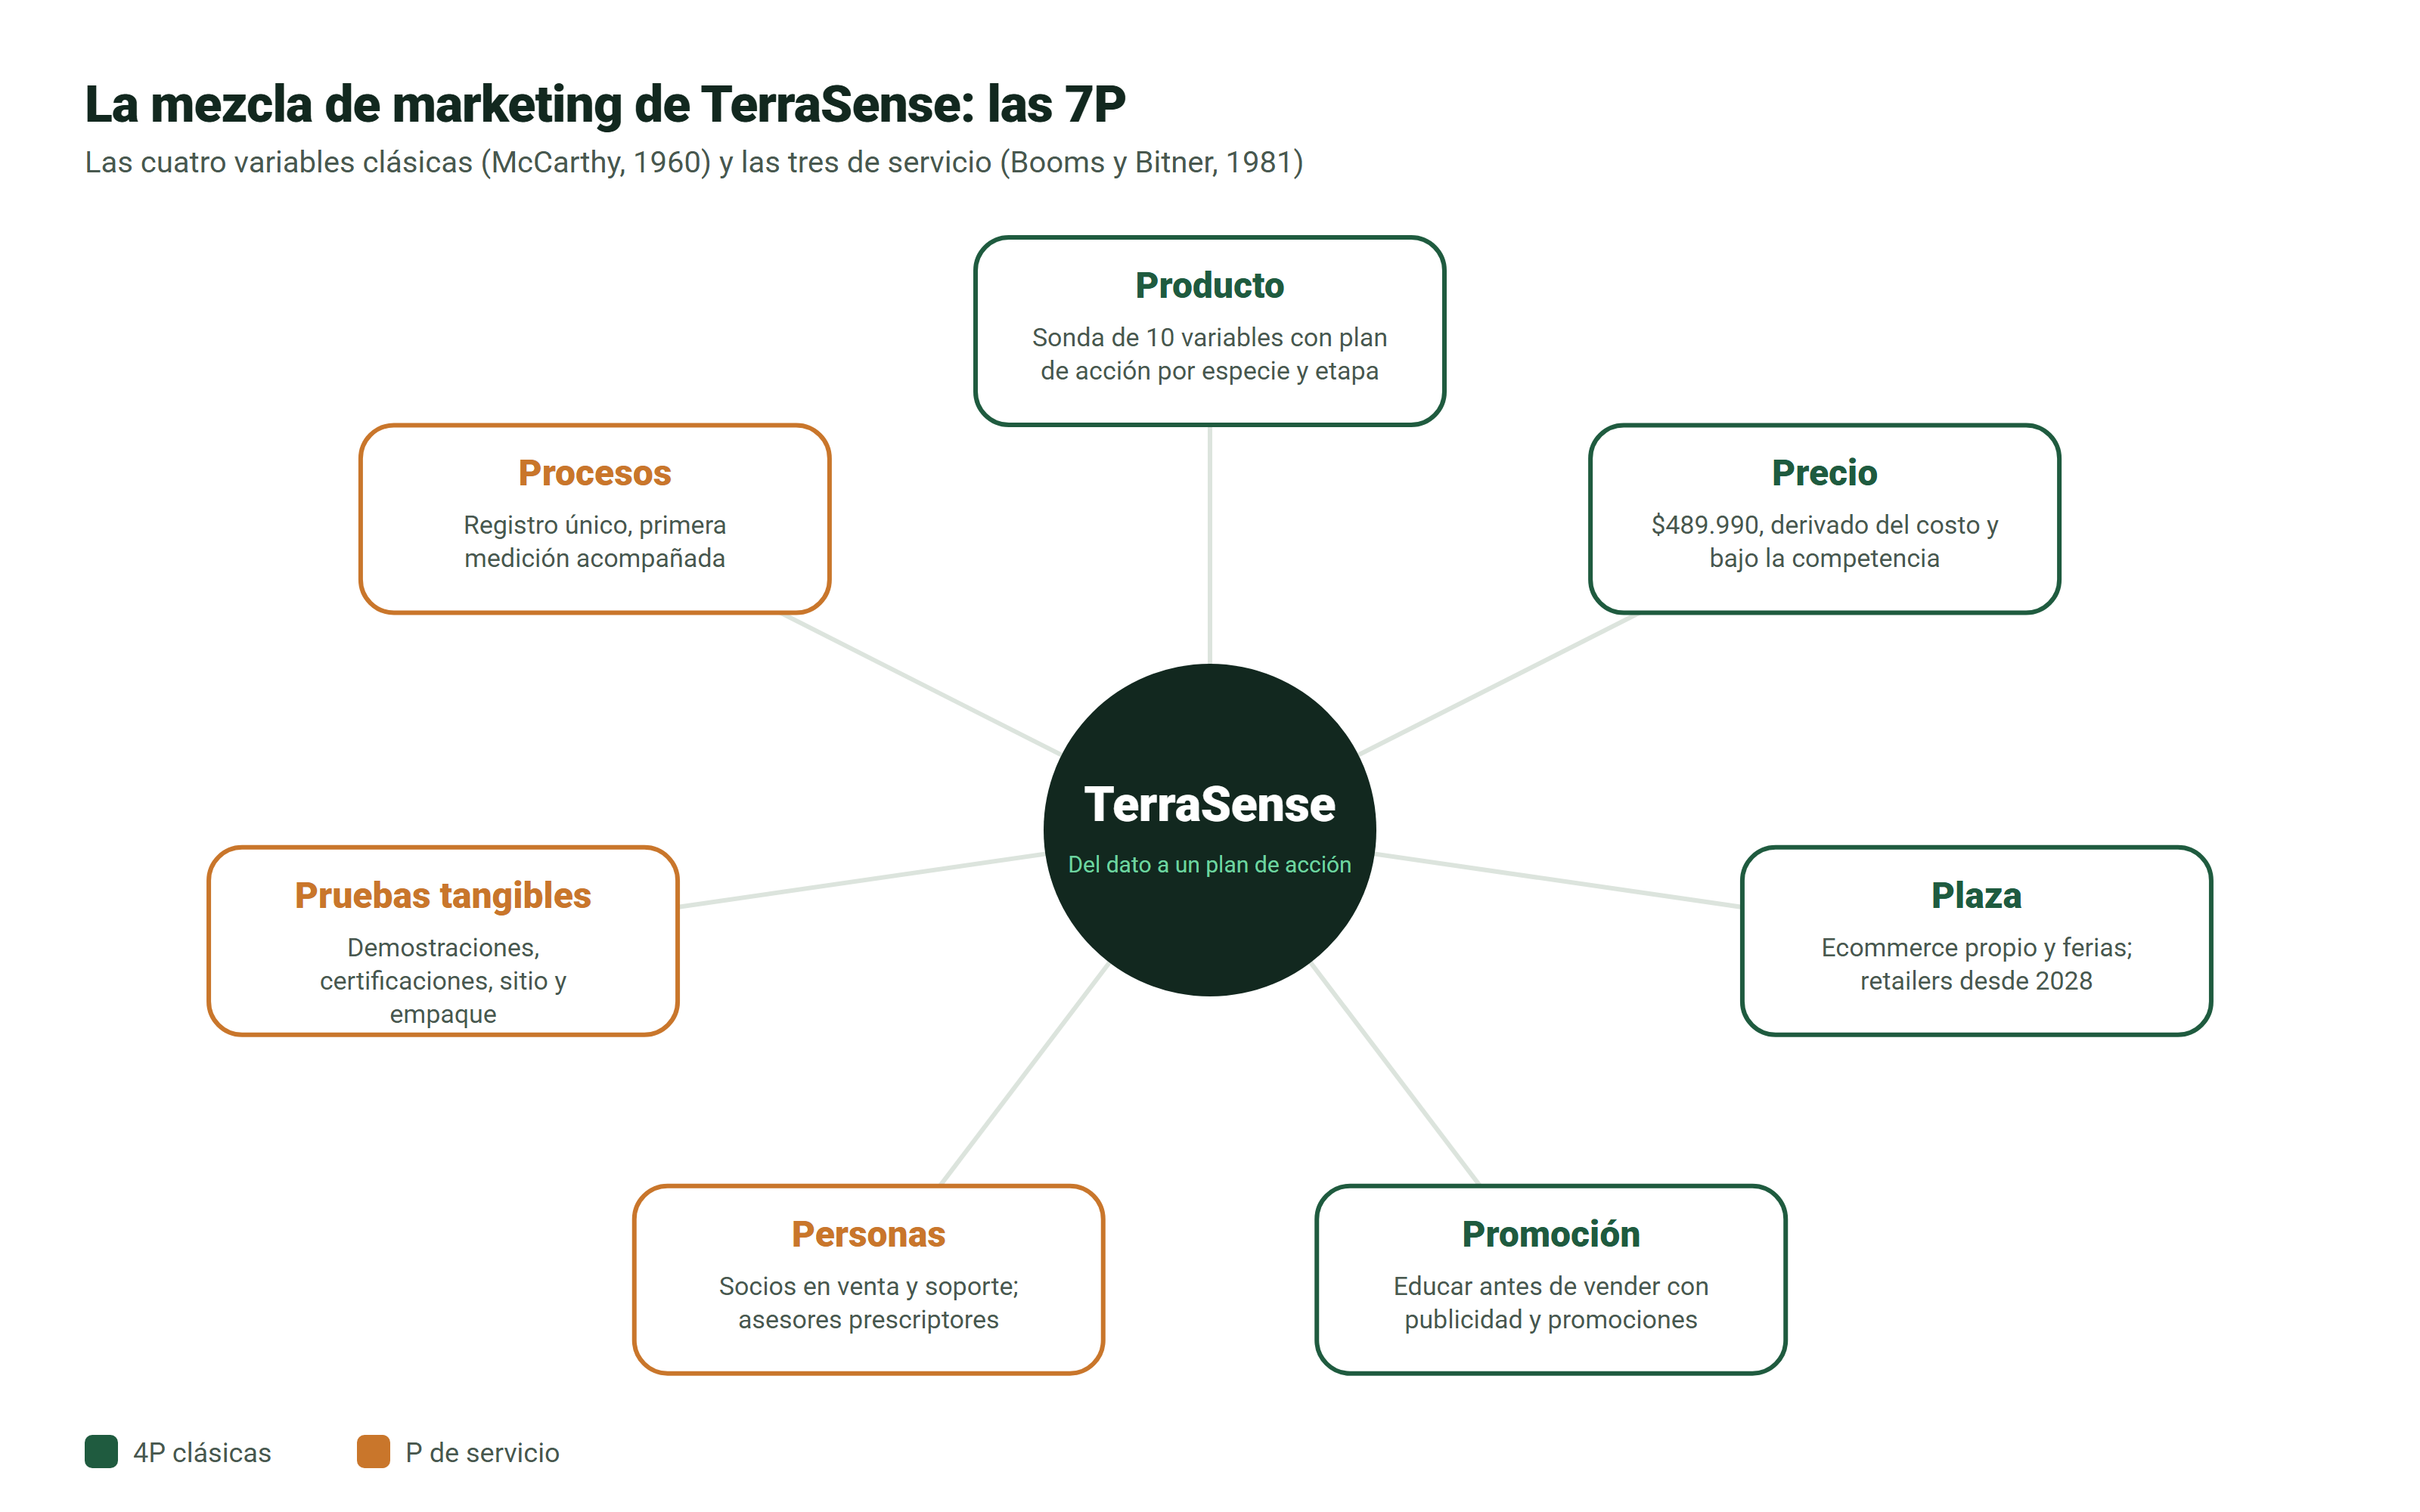 La mezcla de marketing de TerraSense: las 7P
Las cuatro variables clásicas (McCarthy, 1960) y las tres de servicio (Booms y Bitner, 1981)
Producto
Sonda de 10 variables con plan
de acción por especie y etapa
Procesos
Registro único, primera
medición acompañada
Precio
$489.990, derivado del costo y
bajo la competencia
TerraSense
Del dato a un plan de acción
Pruebas tangibles
Demostraciones,
certificaciones, sitio y
empaque
Plaza
Ecommerce propio y ferias;
retailers desde 2028
Personas
Socios en venta y soporte;
asesores prescriptores
Promoción
Educar antes de vender con
publicidad y promociones
4P clásicas
P de servicio